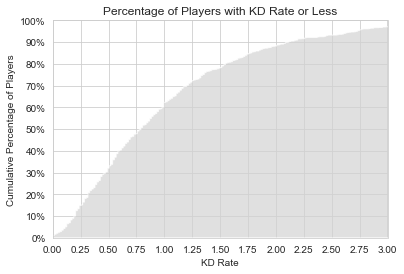 Percentage of Players with KD Rate or Less
100%
90%
80%
70%
60%
50%
40%
30%
20%
10%
0%
Cumulative Percentage of Players
0.00 0.25 0.50 0.75 1.00 1.25 1.50 1.75 2.00 2.25 2.50 2.75 3.00
KD Rate